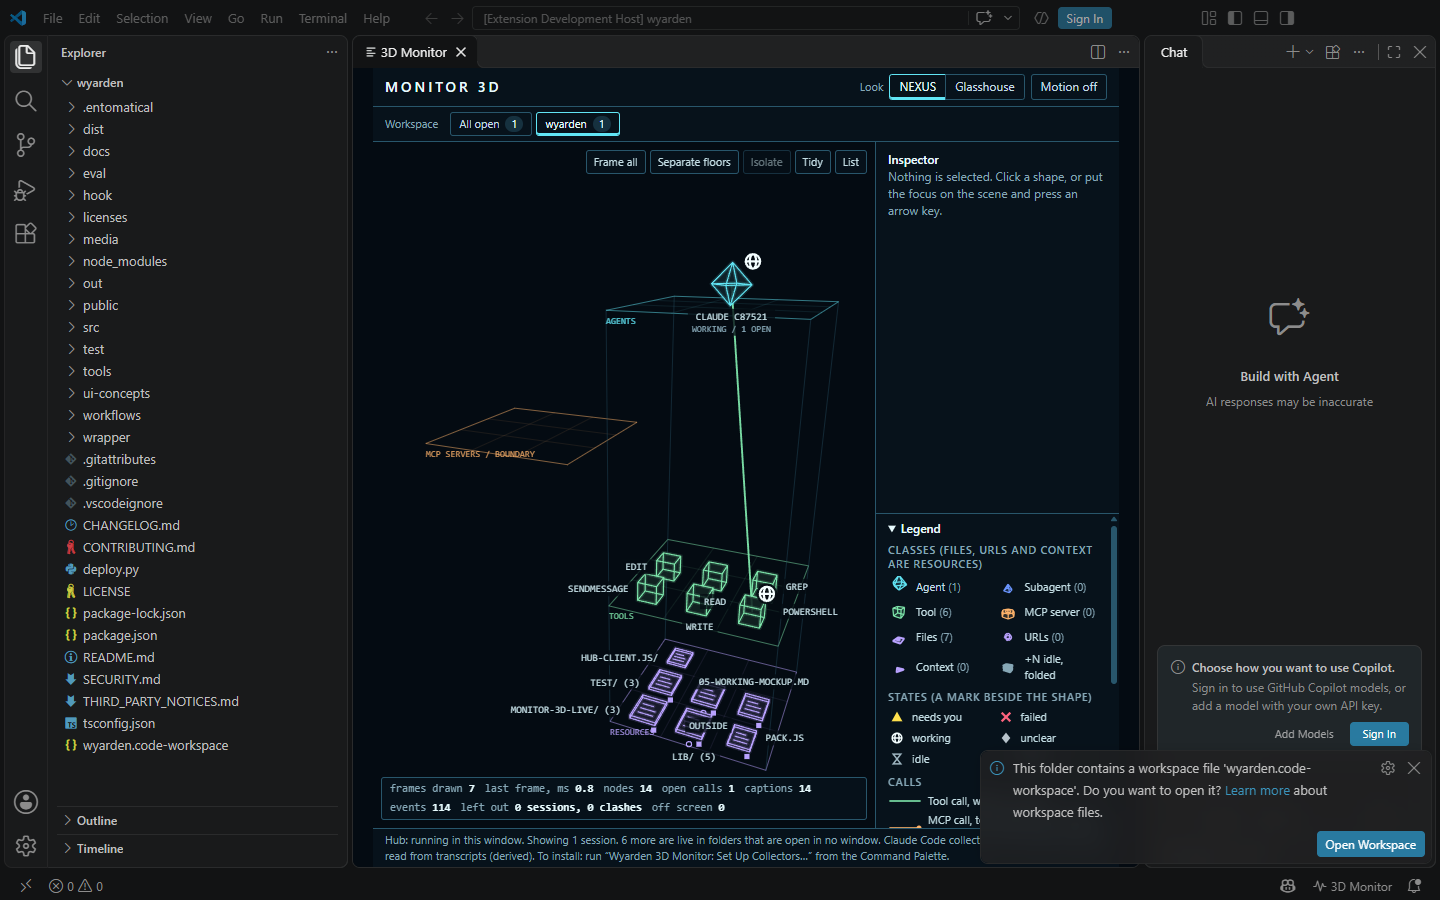 File Edit Selection View Go Run Terminal Help
[Extension Development Host] wyarden
Sign In
Explorer
wyarden
.entomatical
dist
docs
eval
hook
licenses
media
node_modules
out
public
src
test
tools
ui-concepts
workflows
wrapper
.gitattributes
.gitignore
.vscodeignore
CHANGELOG.md
CONTRIBUTING.md
deploy.py
LICENSE
package-lock.json
package.json
README.md
SECURITY.md
THIRD_PARTY_NOTICES.md
tsconfig.json
wyarden.code-workspace
Outline
Timeline
3D Monitor
MONITOR 3D
Look NEXUS Glasshouse Motion off
Workspace All open 1 wyarden 1
Frame all Separate floors Isolate Tidy List
AGENTS
CLAUDE C87521
WORKING / 1 OPEN
MCP SERVERS / BOUNDARY
EDIT
SENDMESSAGE
READ
GREP
POWERSHELL
WRITE
TOOLS
HUB-CLIENT.JS/
TEST/ (3)
05-WORKING-MOCKUP.MD
MONITOR-3D-LIVE/ (3)
OUTSIDE
RESOURCES
PACK.JS
LIB/ (5)
frames drawn 7 last frame, ms 0.8 nodes 14 open calls 1 captions 14
events 114 left out 0 sessions, 0 clashes off screen 0
Hub: running in this window. Showing 1 session. 6 more are live in folders that are open in no window. Claude Code collect
read from transcripts (derived). To install: run “Wyarden 3D Monitor: Set Up Collectors…” from the Command Palette.
Inspector
Nothing is selected. Click a shape, or put
the focus on the scene and press an
arrow key.
Legend
CLASSES (FILES, URLS AND CONTEXT
ARE RESOURCES)
Agent (1) Subagent (0)
Tool (6) MCP server (0)
Files (7) URLs (0)
Context (0) +N idle,
folded
STATES (A MARK BESIDE THE SHAPE)
needs you failed
working unclear
idle
CALLS
Tool call, w
MCP call, t
Chat
Build with Agent
AI responses may be inaccurate
Choose how you want to use Copilot.
Sign in to use GitHub Copilot models, or
add a model with your own API key.
Add Models Sign In
This folder contains a workspace file 'wyarden.code-
workspace'. Do you want to open it? Learn more about
workspace files.
Open Workspace
0 0
3D Monitor